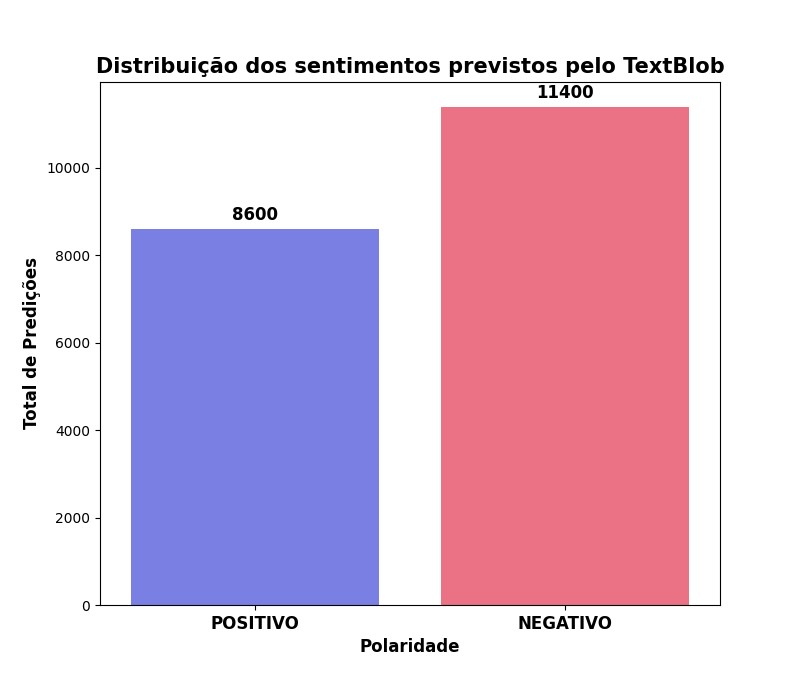 Distribuição dos sentimentos previstos pelo TextBlob
11400
8600
10000
8000
6000
4000
2000
0
Total de Predições
POSITIVO
NEGATIVO
Polaridade